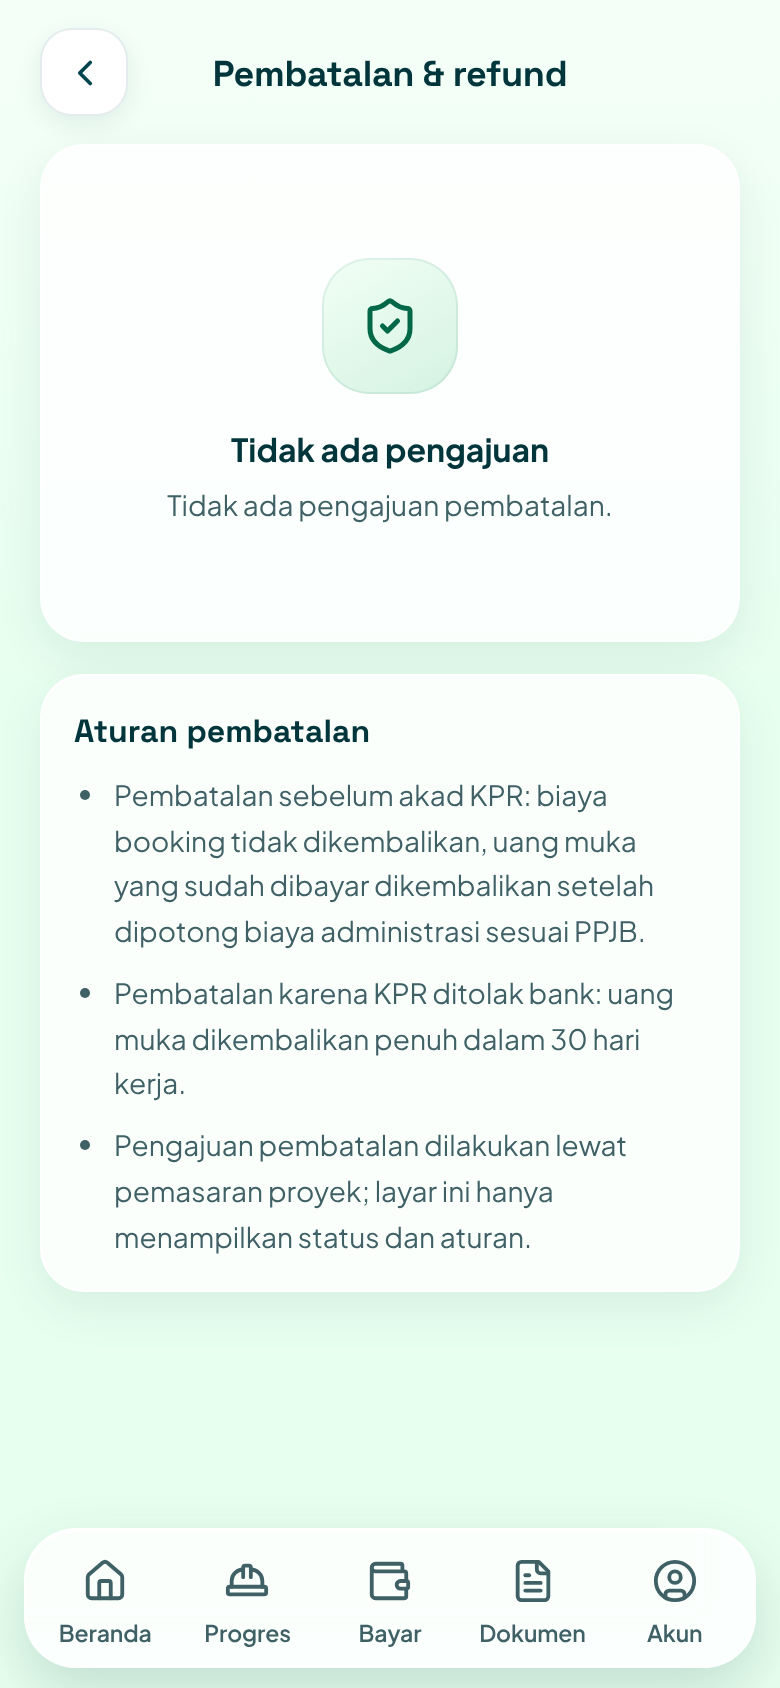 Pembatalan & refund
Tidak ada pengajuan
Tidak ada pengajuan pembatalan.
Aturan pembatalan
• Pembatalan sebelum akad KPR: biaya
booking tidak dikembalikan, uang muka
yang sudah dibayar dikembalikan setelah
dipotong biaya administrasi sesuai PPJB.
• Pembatalan karena KPR ditolak bank: uang
muka dikembalikan penuh dalam 30 hari
kerja.
• Pengajuan pembatalan dilakukan lewat
pemasaran proyek; layar ini hanya
menampilkan status dan aturan.
Beranda
Progres
Bayar
Dokumen
Akun